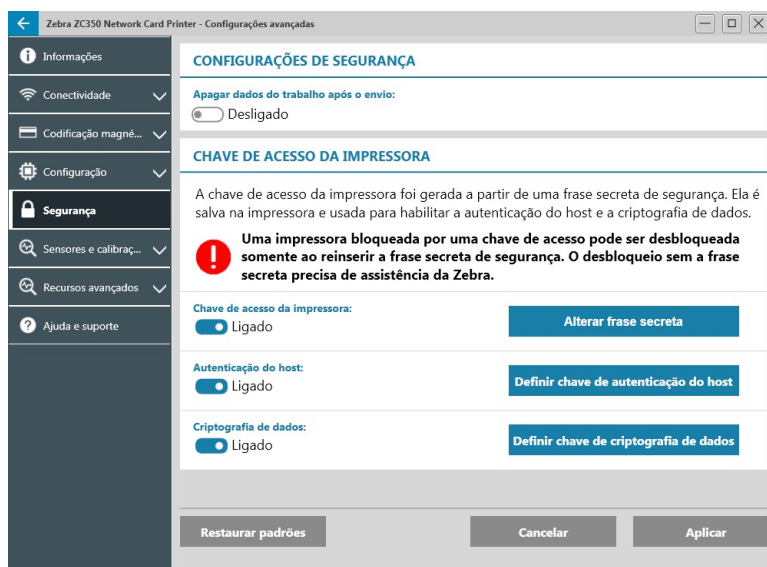 Zebra ZC350 Network Card Printer - Configurações avançadas
Informações
Conectividade
Codificação magné...
Configuração
Segurança
Sensores e calibraç...
Recursos avançados
Ajuda e suporte
CONFIGURAÇÕES DE SEGURANÇA
Apagar dados do trabalho após o envio:
Desligado
CHAVE DE ACESSO DA IMPRESSORA
A chave de acesso da impressora foi gerada a partir de uma frase secreta de segurança. Ela é
salva na impressora e usada para habilitar a autenticação do host e a criptografia de dados.
Uma impressora bloqueada por uma chave de acesso pode ser desbloqueada
somente ao reinserir a frase secreta de segurança. O desbloqueio sem a frase
secreta precisa de assistência da Zebra.
Chave de acesso da impressora:
Ligado
Alterar frase secreta
Autenticação do host:
Ligado
Definir chave de autenticação do host
Criptografia de dados:
Ligado
Definir chave de criptografia de dados
Restaurar padrões
Cancelar
Aplicar